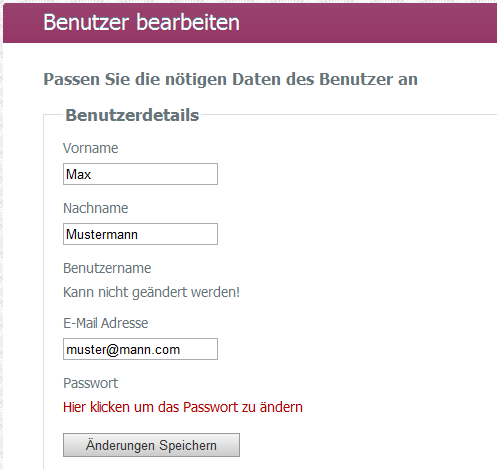 Benutzer bearbeiten
Passen Sie die nötigen Daten des Benutzer an
Benutzerdetails
Vorname
Max
Nachname
Mustermann
Benutzername
Kann nicht geändert werden!
E-Mail Adresse
muster@mann.com
Passwort
Hier klicken um das Passwort zu ändern
Änderungen Speichern